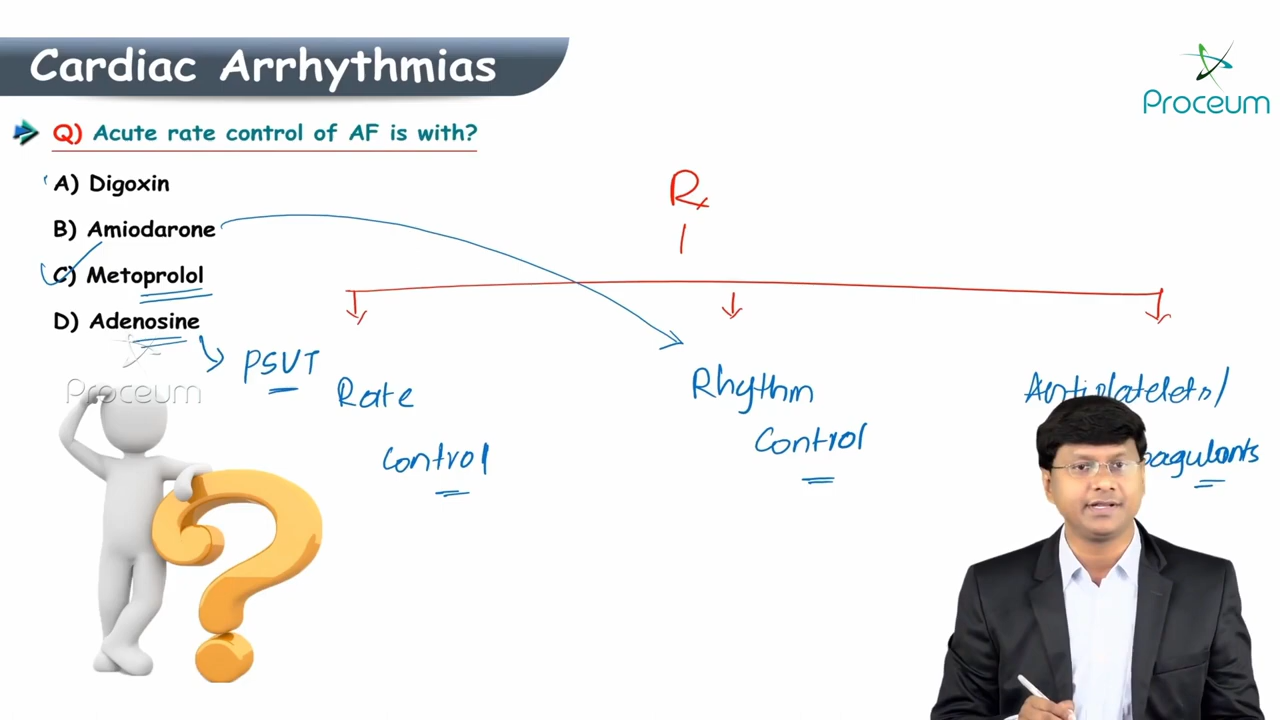 Cardiac Arrhythmias
Proceum
Q) Acute rate control of AF is with?
A) Digoxin
B) Amiodarone
C) Metoprolol
D) Adenosine
Rx
PSVT
Proceum
Rate
control
Rhythm
control
Antiplatelets/